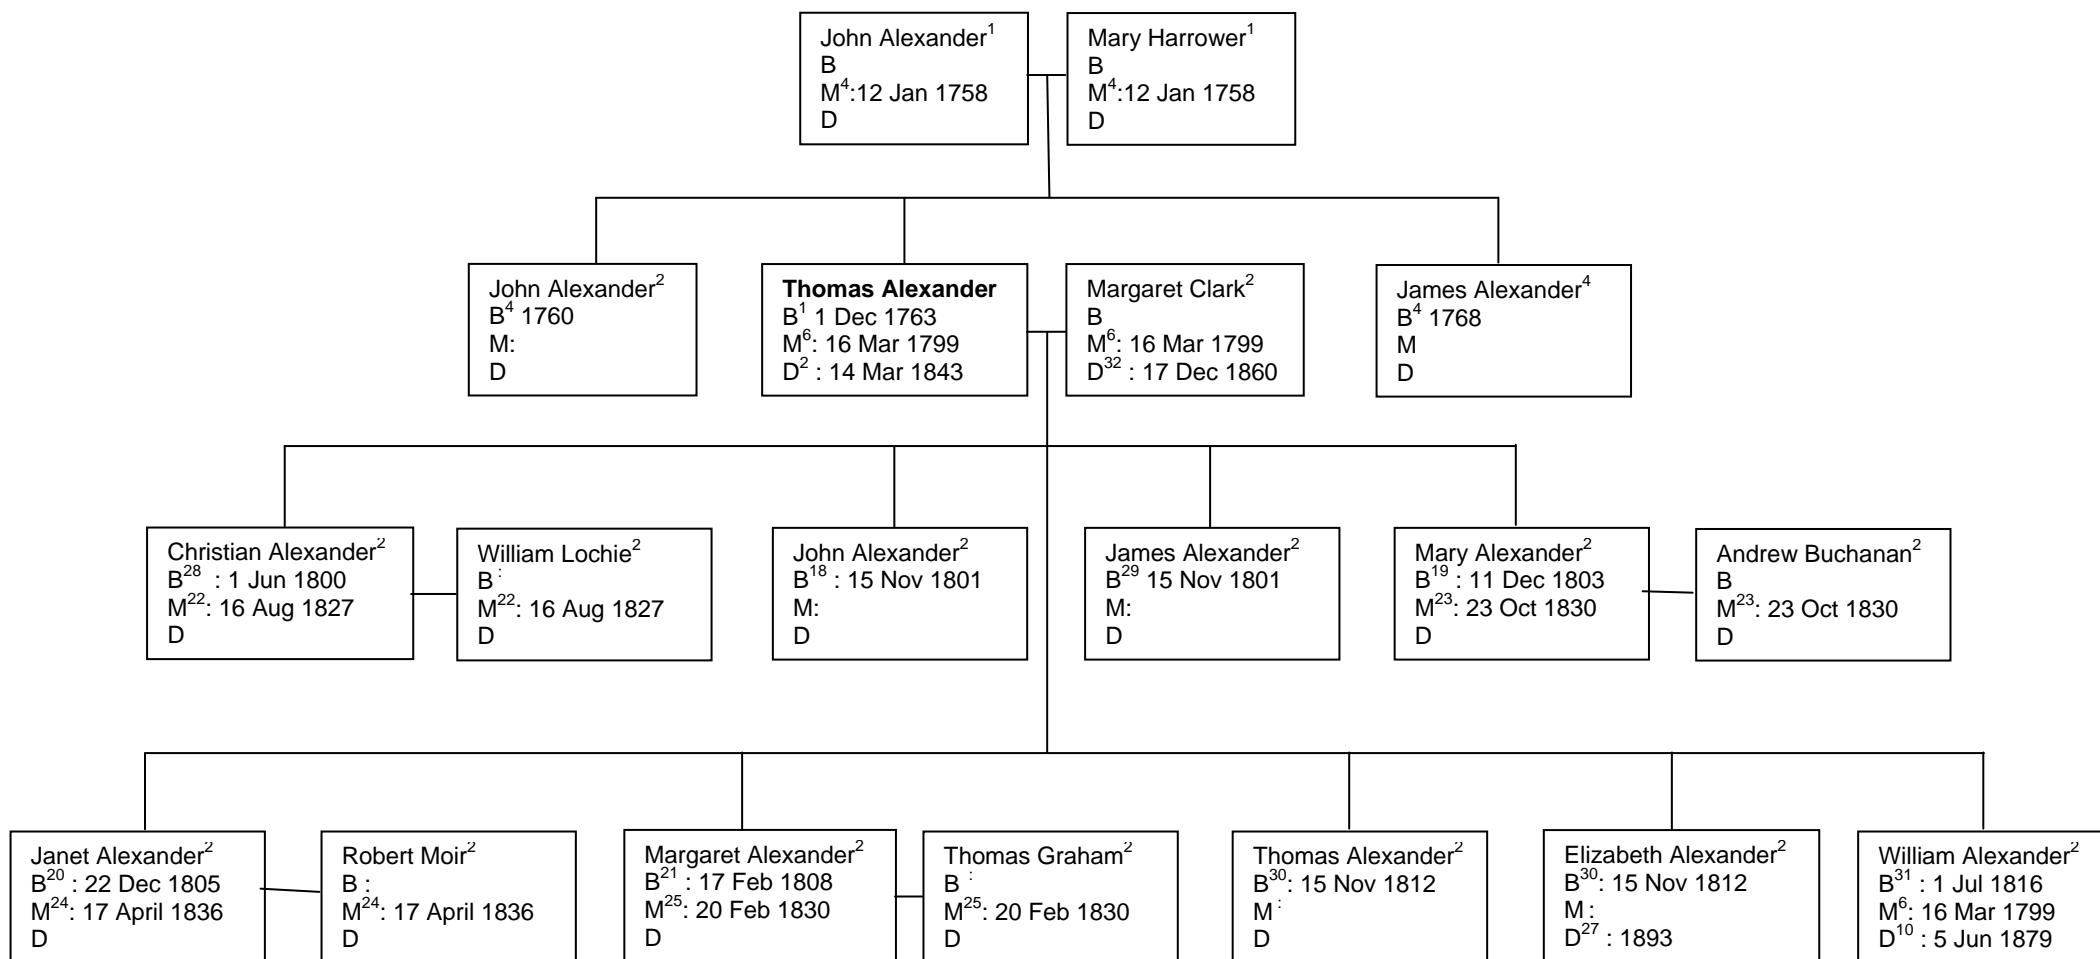 John Alexander¹
B
M⁴:12 Jan 1758
D
Mary Harrower¹
B
M⁴:12 Jan 1758
D
John Alexander²
B⁴ 1760
M:
D
Thomas Alexander
B¹ 1 Dec 1763
M⁶: 16 Mar 1799
D² : 14 Mar 1843
Margaret Clark²
B
M⁶: 16 Mar 1799
D³² : 17 Dec 1860
James Alexander⁴
B⁴ 1768
M
D
Christian Alexander²
B²⁸ : 1 Jun 1800
M²²: 16 Aug 1827
D
William Lochie²
B :
M²²: 16 Aug 1827
D
John Alexander²
B¹⁸ : 15 Nov 1801
M:
D
James Alexander²
B²⁹ 15 Nov 1801
M:
D
Mary Alexander²
B¹⁹ : 11 Dec 1803
M²³: 23 Oct 1830
D
Andrew Buchanan²
B
M²³: 23 Oct 1830
D
Janet Alexander²
B²⁰ : 22 Dec 1805
M²⁴: 17 April 1836
D
Robert Moir²
B :
M²⁴: 17 April 1836
D
Margaret Alexander²
B²¹ : 17 Feb 1808
M²⁵: 20 Feb 1830
D
Thomas Graham²
B :
M²⁵: 20 Feb 1830
D
Thomas Alexander²
B³⁰: 15 Nov 1812
M :
D
Elizabeth Alexander²
B³⁰: 15 Nov 1812
M :
D²⁷ : 1893
William Alexander²
B³¹ : 1 Jul 1816
M⁶: 16 Mar 1799
D¹⁰ : 5 Jun 1879